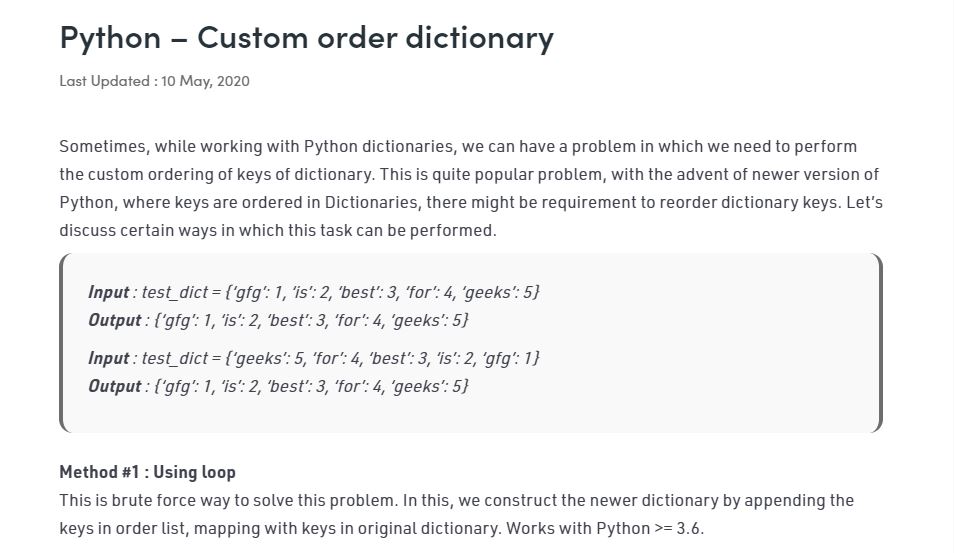 Python – Custom order dictionary
Last Updated : 10 May, 2020
Sometimes, while working with Python dictionaries, we can have a problem in which we need to perform
the custom ordering of keys of dictionary. This is quite popular problem, with the advent of newer version of
Python, where keys are ordered in Dictionaries, there might be requirement to reorder dictionary keys. Let’s
discuss certain ways in which this task can be performed.
Input : test_dict = {‘gfg’: 1, ‘is’: 2, ‘best’: 3, ‘for’: 4, ‘geeks’: 5}
Output : {‘gfg’: 1, ‘is’: 2, ‘best’: 3, ‘for’: 4, ‘geeks’: 5}
Input : test_dict = {‘geeks’: 5, ‘for’: 4, ‘best’: 3, ‘is’: 2, ‘gfg’: 1}
Output : {‘gfg’: 1, ‘is’: 2, ‘best’: 3, ‘for’: 4, ‘geeks’: 5}
Method #1 : Using loop
This is brute force way to solve this problem. In this, we construct the newer dictionary by appending the
keys in order list, mapping with keys in original dictionary. Works with Python >= 3.6.